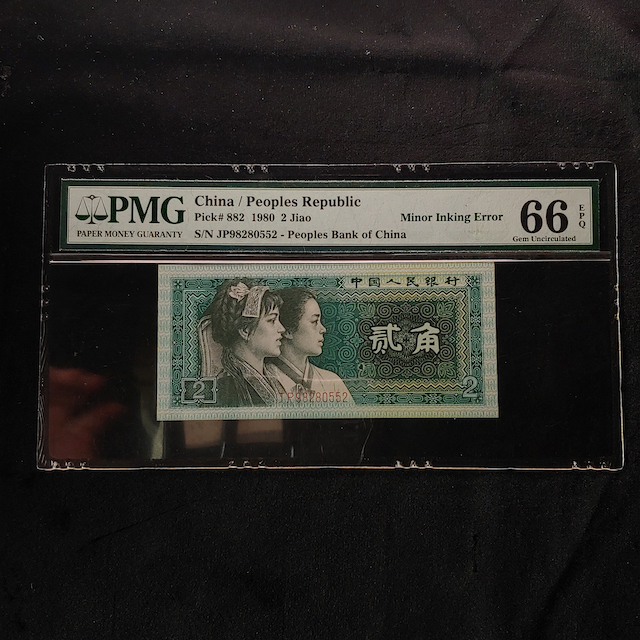 PMG
PAPER MONEY GUARANTY
China / Peoples Republic
Pick# 882 1980 2 Jiao
Minor Inking Error
S/N JP98280552 - Peoples Bank of China
66
EPQ
Gem Uncirculated
中国人民银行
贰角
2
JP98280552
2